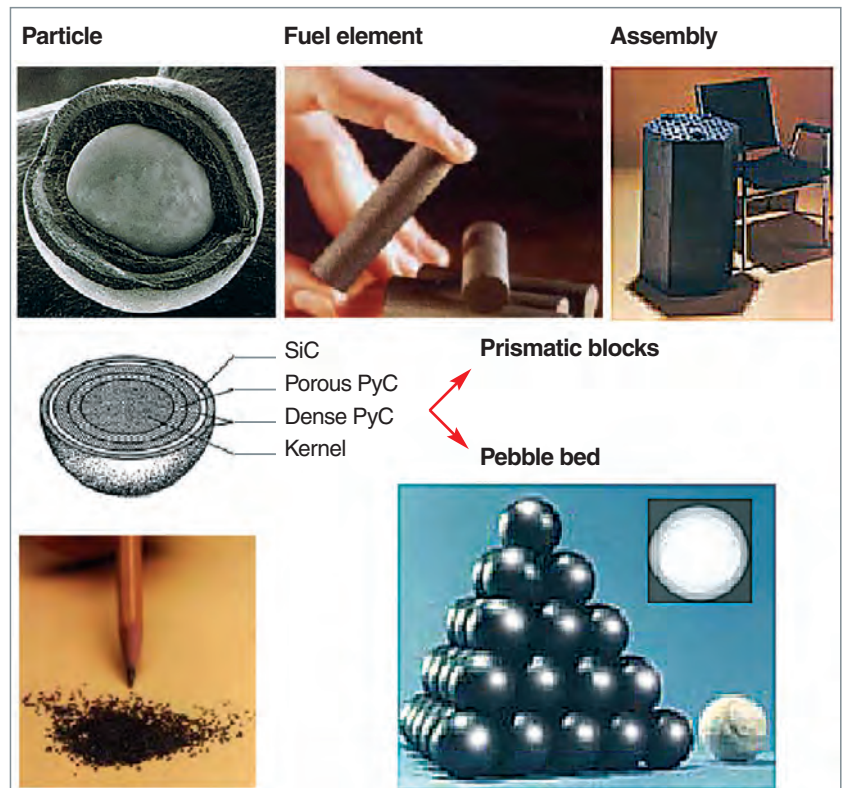 Particle
Fuel element
Assembly
SiC
Porous PyC
Dense PyC
Kernel
Prismatic blocks
Pebble bed